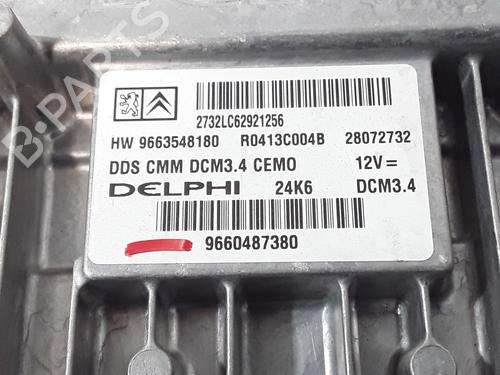 B-PARTS
2732LC62921256
HW 9663548180 R0413C004B 28072732
DDS CMM DCM3.4 CEMO 12V=
DELPHI 24K6 DCM3.4
9660487380